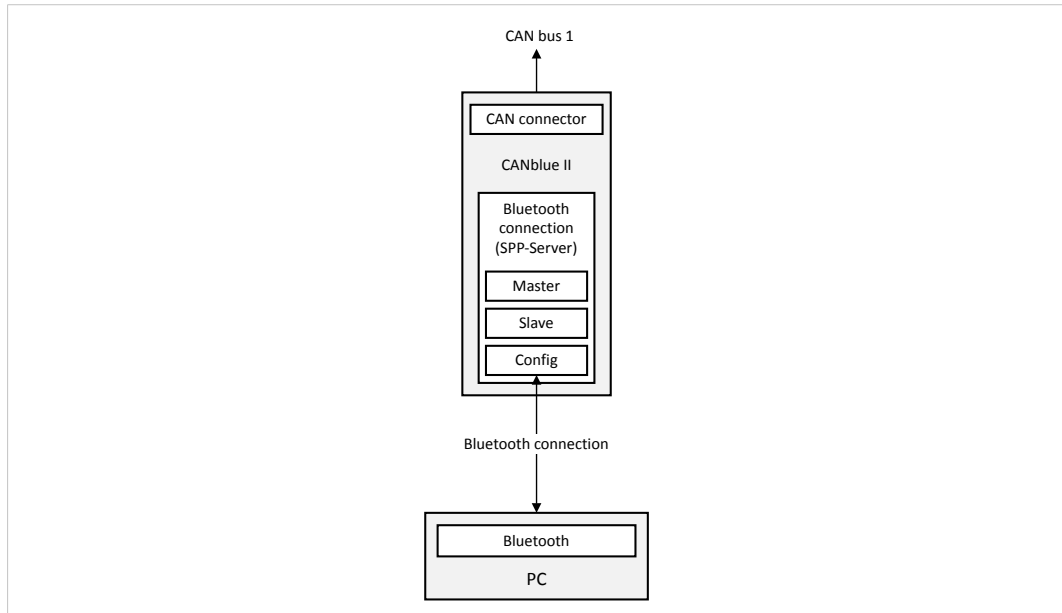 CAN bus 1
CAN connector
CANblue II
Bluetooth
connection
(SPP-Server)
Master
Slave
Config
Bluetooth connection
Bluetooth
PC